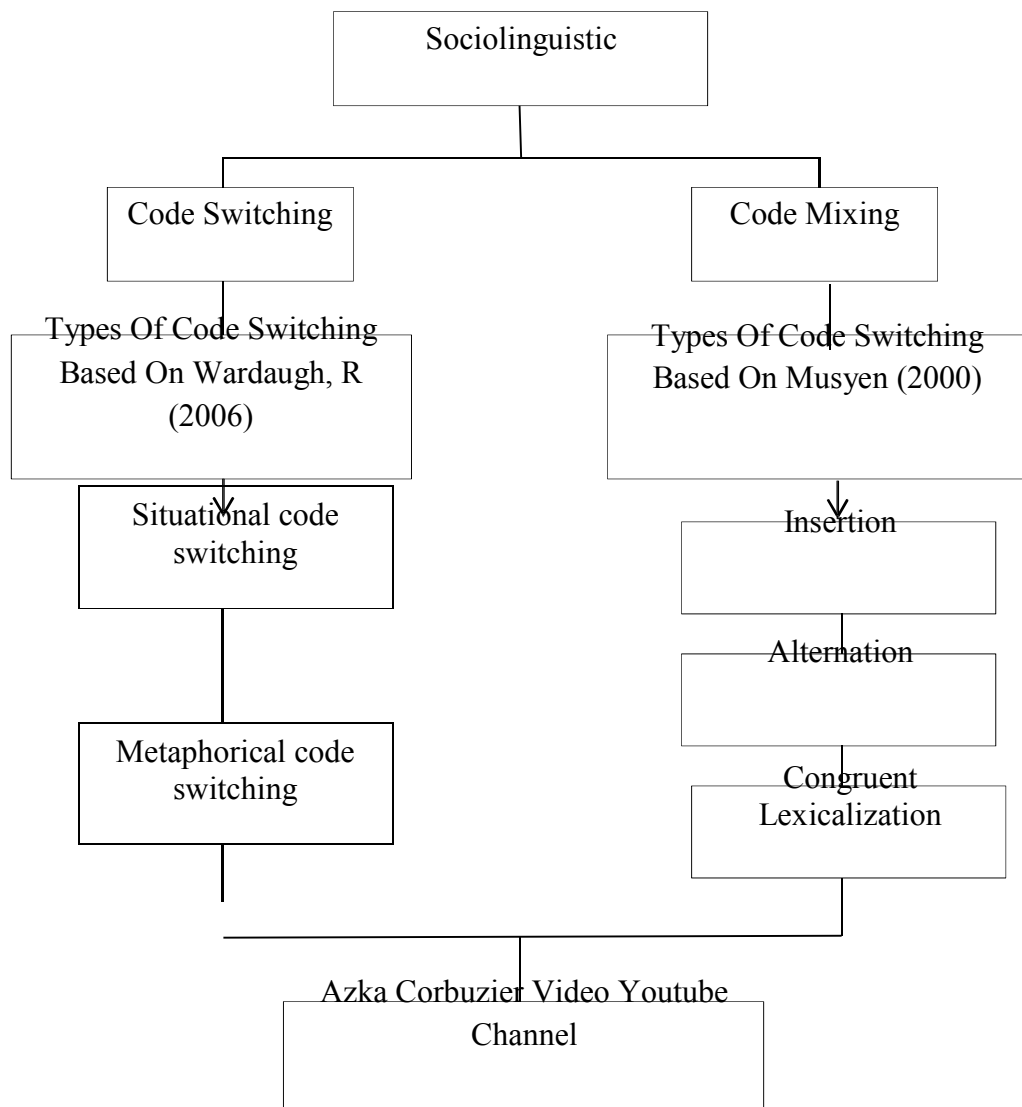 Sociolinguistic
Code Switching
Code Mixing
Types Of Code Switching
Based On Wardaugh, R
(2006)
Types Of Code Switching
Based On Musyen (2000)
Situational code
switching
Insertion
Alternation
Metaphorical code
switching
Congruent
Lexicalization
Azka Corbuzier Video Youtube
Channel